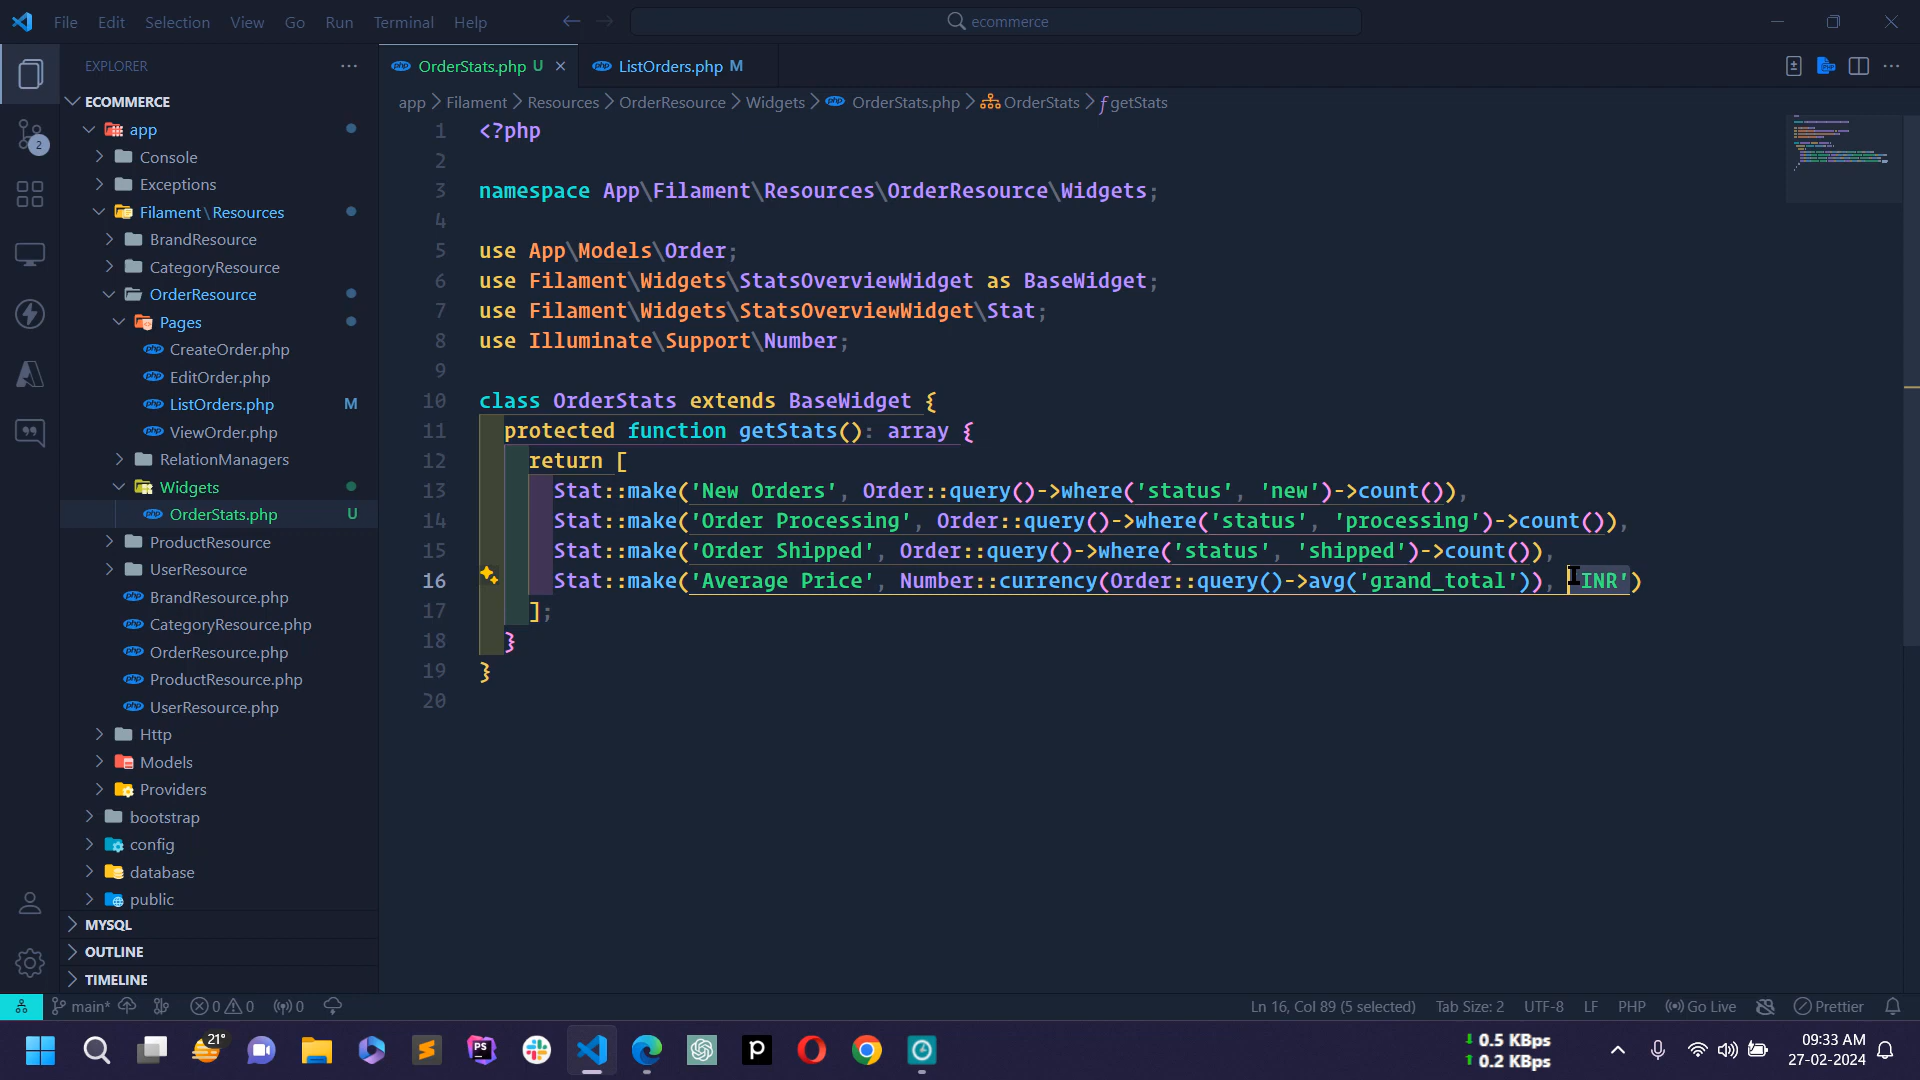 File Edit Selection View Go Run Terminal Help
ecommerce
EXPLORER
ECOMMERCE
app
Console
Exceptions
Filament\Resources
BrandResource
CategoryResource
OrderResource
Pages
CreateOrder.php
EditOrder.php
ListOrders.php M
ViewOrder.php
RelationManagers
Widgets
OrderStats.php U
ProductResource
UserResource
BrandResource.php
CategoryResource.php
OrderResource.php
ProductResource.php
UserResource.php
Http
Models
Providers
bootstrap
config
database
public
MYSQL
OUTLINE
TIMELINE
2
OrderStats.php U
ListOrders.php M
app > Filament > Resources > OrderResource > Widgets > OrderStats.php > OrderStats > getStats
1 <?php
2
3 namespace App\Filament\Resources\OrderResource\Widgets;
4
5 use App\Models\Order;
6 use Filament\Widgets\StatsOverviewWidget as BaseWidget;
7 use Filament\Widgets\StatsOverviewWidget\Stat;
8 use Illuminate\Support\Number;
9
10 class OrderStats extends BaseWidget {
11 protected function getStats(): array {
12 return [
13 Stat::make('New Orders', Order::query()->where('status', 'new')->count()),
14 Stat::make('Order Processing', Order::query()->where('status', 'processing')->count()),
15 Stat::make('Order Shipped', Order::query()->where('status', 'shipped')->count()),
16 Stat::make('Average Price', Number::currency(Order::query()->avg('grand_total')), 'INR')
17 ];
18 }
19 }
20
main* 0 0 0
Ln 16, Col 89 (5 selected) Tab Size: 2 UTF-8 LF PHP Go Live Prettier
21°
0.5 KBps
0.2 KBps
09:33 AM
27-02-2024